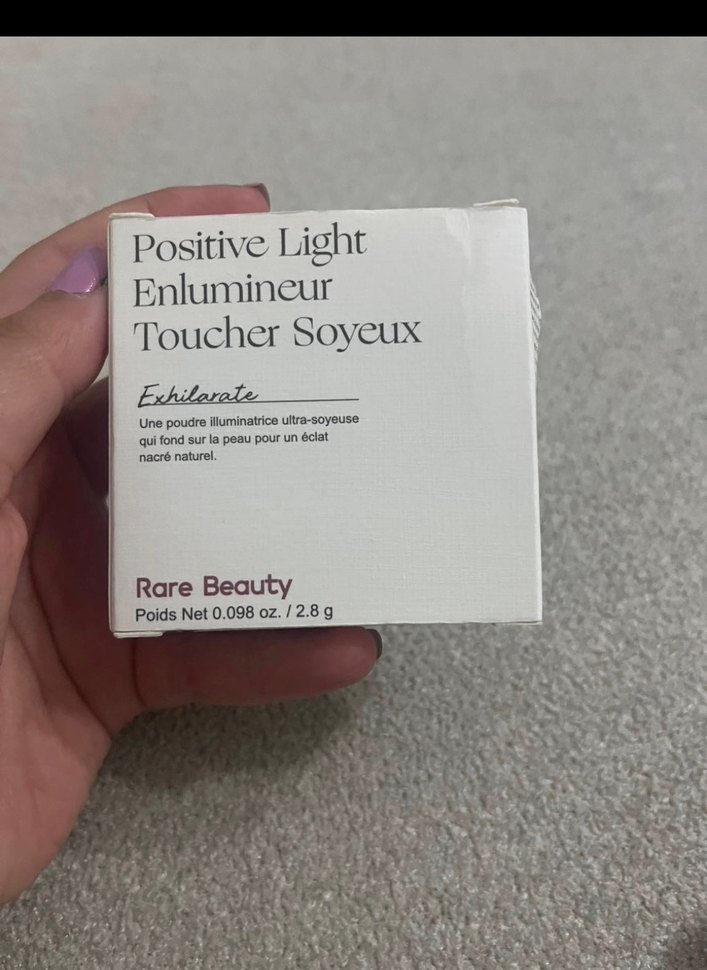 Positive Light
Enlumineur
Toucher Soyeux
Exhilarate
Une poudre illuminatrice ultra-soyeuse
qui fond sur la peau pour un éclat
nacré naturel.
Rare Beauty
Poids Net 0.098 oz. / 2.8 g